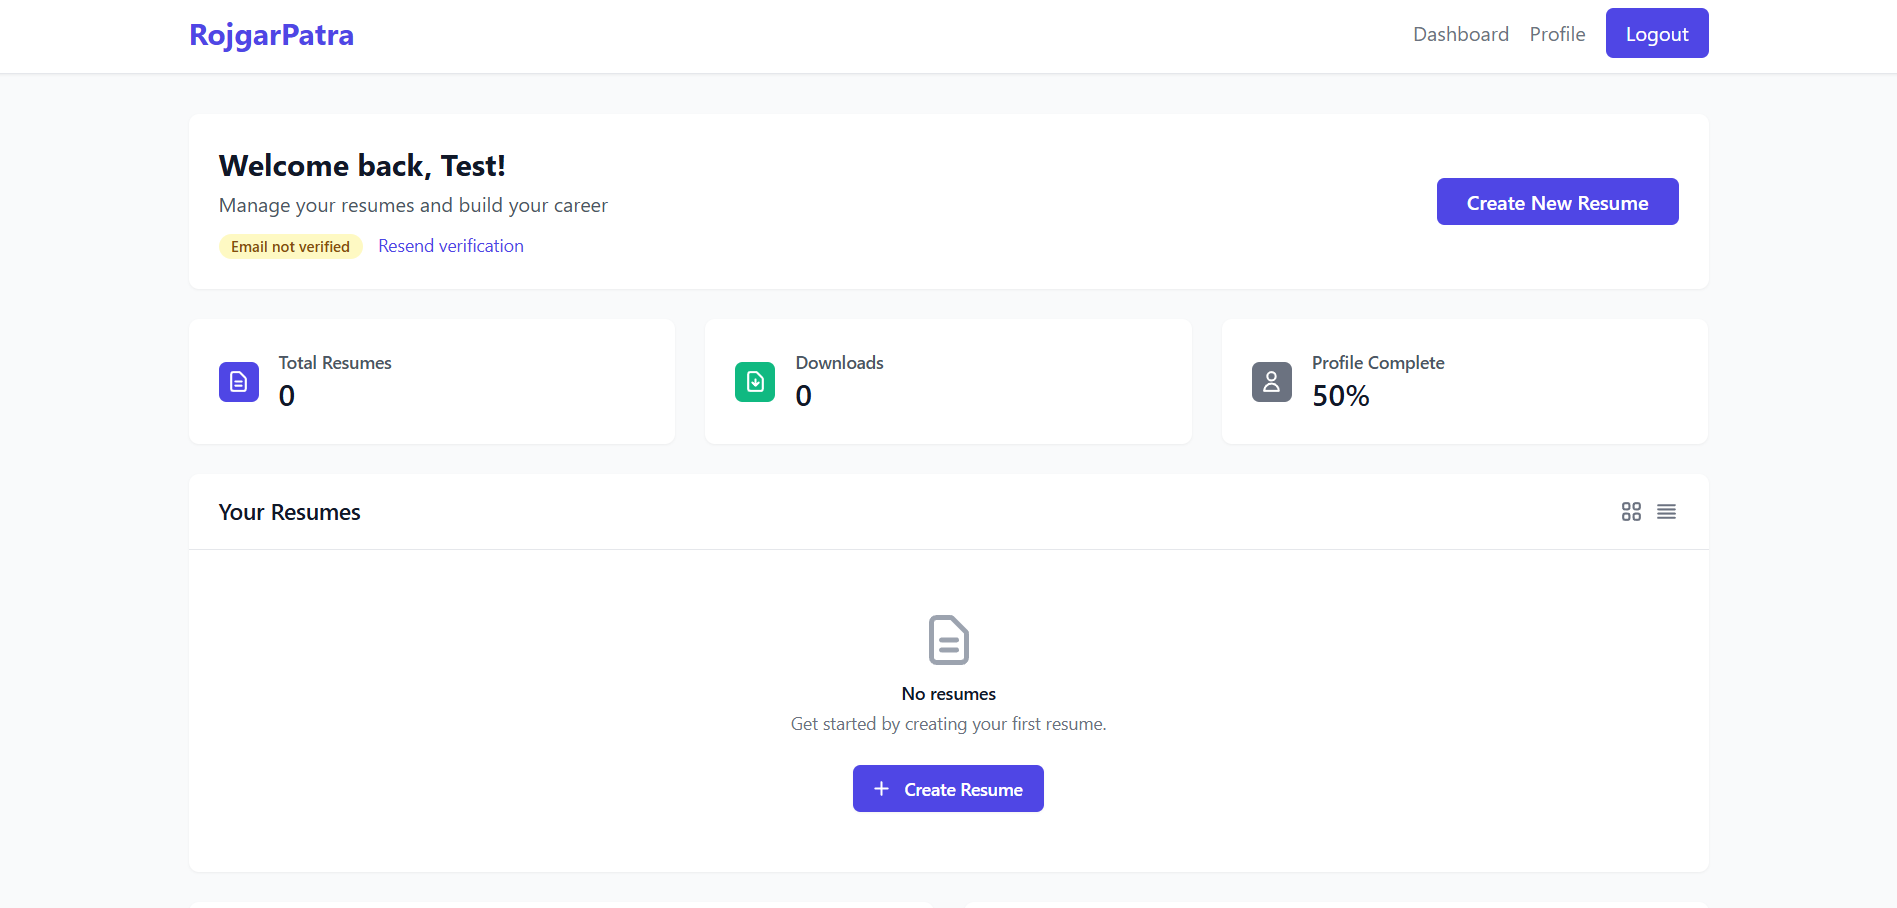 RojgarPatra
Dashboard
Profile
Logout
Welcome back, Test!
Manage your resumes and build your career
Email not verified
Resend verification
Create New Resume
Total Resumes
0
Downloads
0
Profile Complete
50%
Your Resumes
No resumes
Get started by creating your first resume.
Create Resume